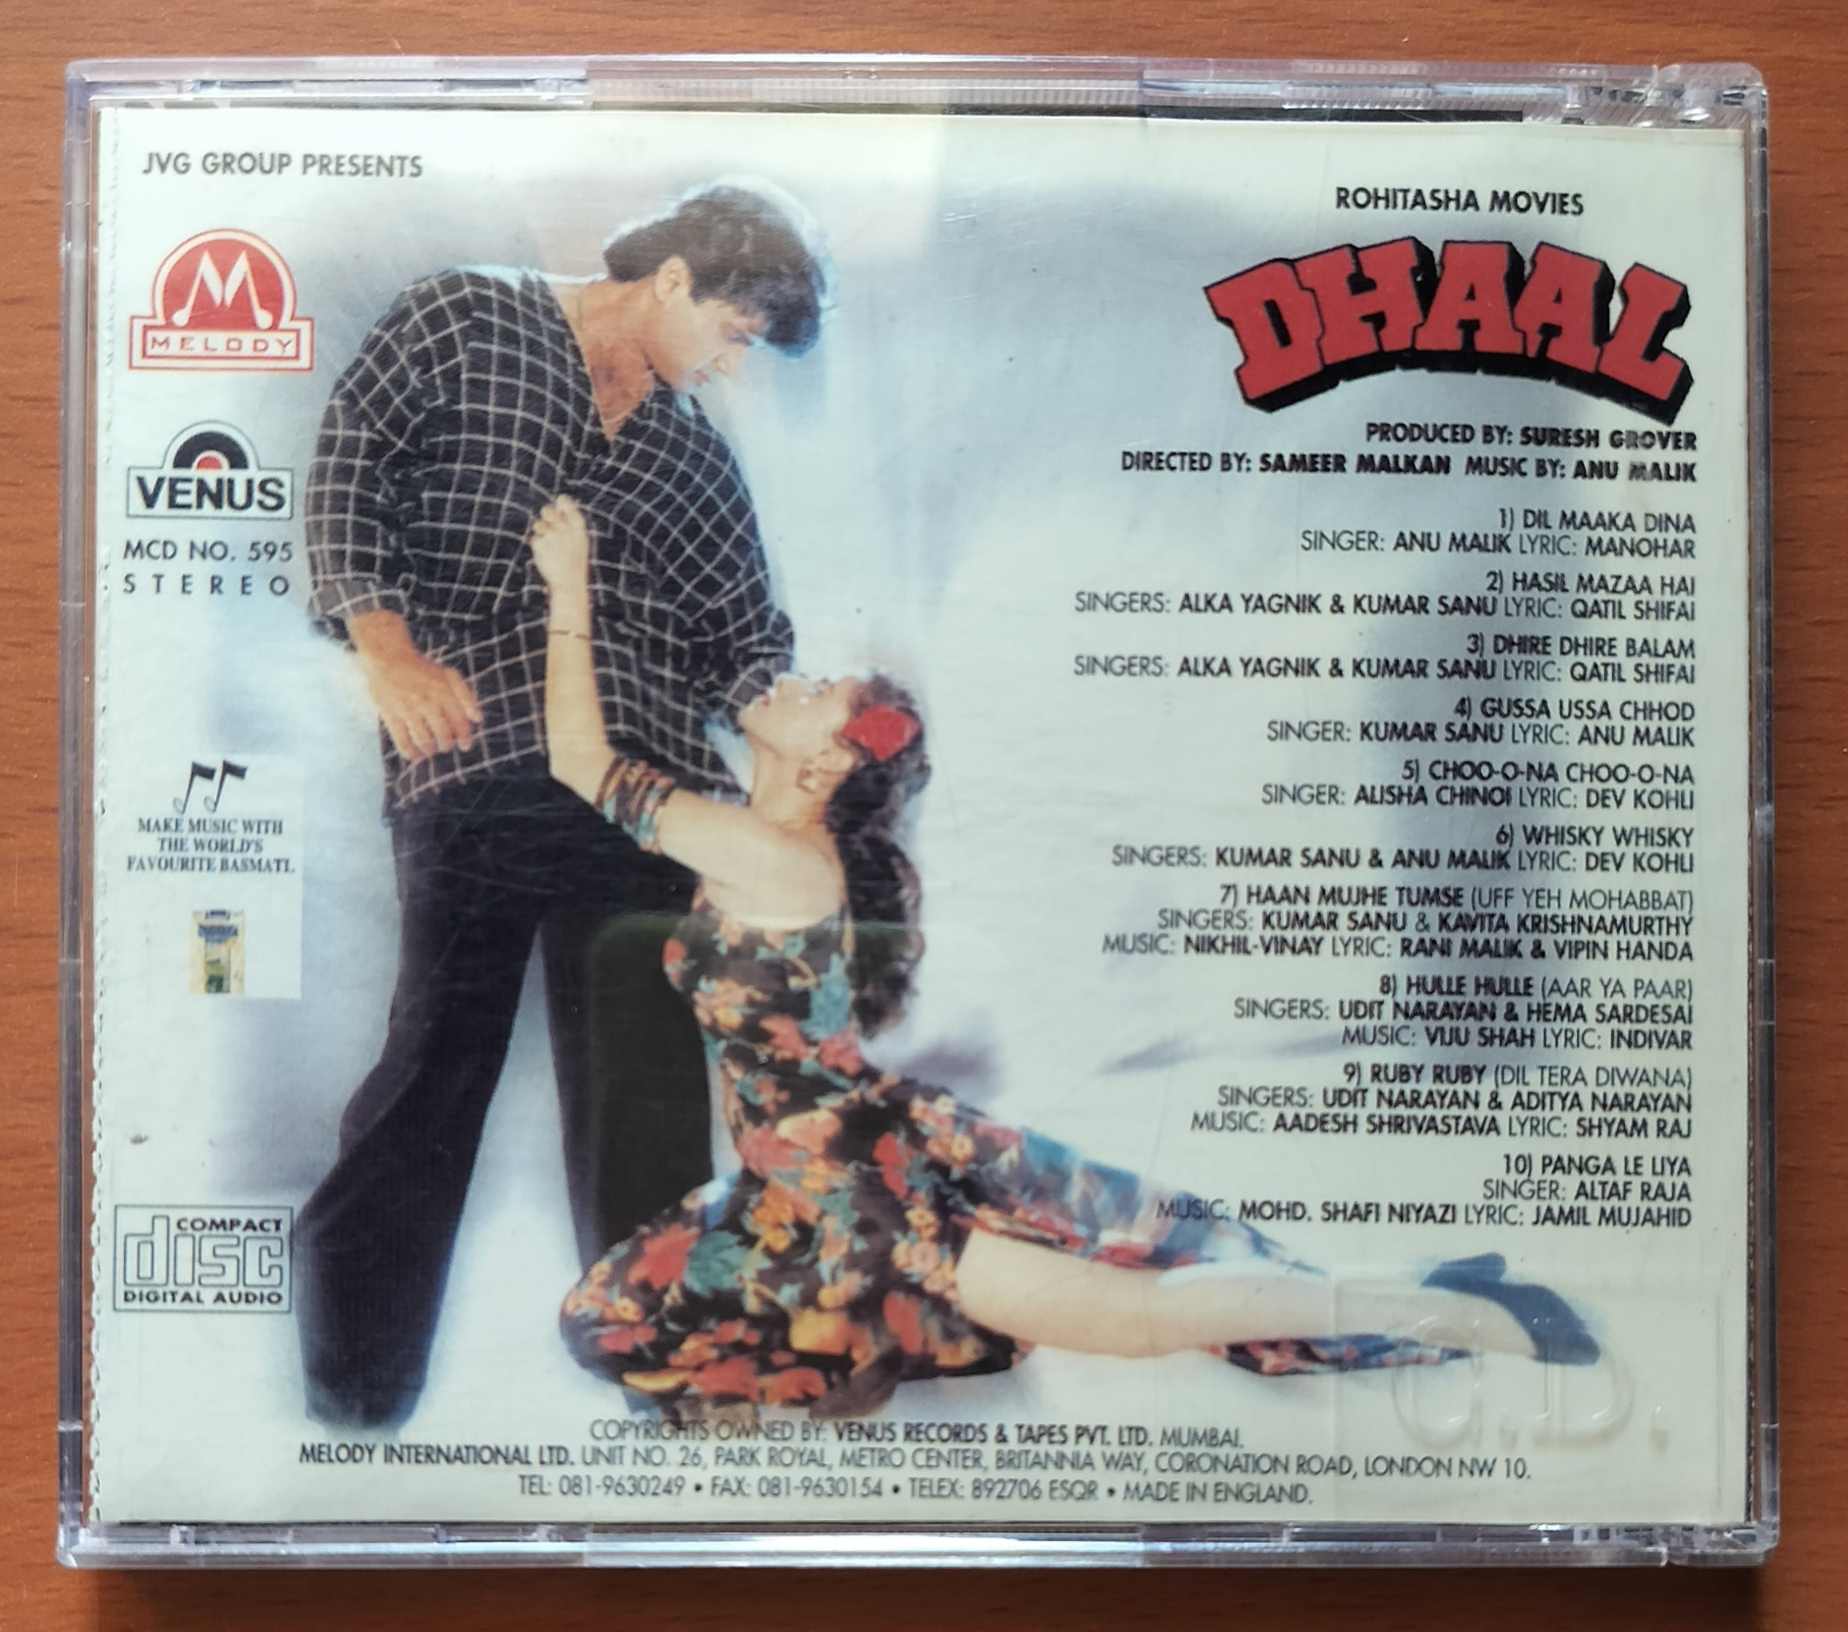 JVG GROUP PRESENTS
MELODY
VENUS
MCD NO. 595
STEREO
MAKE MUSIC WITH
THE WORLD'S
FAVOURITE BASMATI.
COMPACT
disc
DIGITAL AUDIO
ROHITASHA MOVIES
DHAAL
PRODUCED BY: SURESH GROVER
DIRECTED BY: SAMEER MALKAN MUSIC BY: ANU MALIK
1) DIL MAAKA DINA
SINGER: ANU MALIK LYRIC: MANOHAR
2) HASIL MAZAA HAI
SINGERS: ALKA YAGNIK & KUMAR SANU LYRIC: QATIL SHIFAI
3) DHIRE DHIRE BALAM
SINGERS: ALKA YAGNIK & KUMAR SANU LYRIC: QATIL SHIFAI
4) GUSSA USSA CHHOD
SINGER: KUMAR SANU LYRIC: ANU MALIK
5) CHOO-O-NA CHOO-O-NA
SINGER: ALISHA CHINOI LYRIC: DEV KOHLI
6) WHISKY WHISKY
SINGERS: KUMAR SANU & ANU MALIK LYRIC: DEV KOHLI
7) HAAN MUJHE TUMSE (UFF YEH MOHABBAT)
SINGERS: KUMAR SANU & KAVITA KRISHNAMURTHY
MUSIC: NIKHIL-VINAY LYRIC: RANI MALIK & VIPIN HANDA
8) HULLE HULLE (AAR YA PAAR)
SINGERS: UDIT NARAYAN & HEMA SARDESAI
MUSIC: VIJU SHAH LYRIC: INDIVAR
9) RUBY RUBY (DIL TERA DIWANA)
SINGERS: UDIT NARAYAN & ADITYA NARAYAN
MUSIC: AADESH SHRIVASTAVA LYRIC: SHYAM RAJ
10) PANGA LE LIYA
SINGER: ALTAF RAJA
MUSIC: MOHD. SHAFI NIYAZI LYRIC: JAMIL MUJAHID
COPYRIGHTS OWNED BY: VENUS RECORDS & TAPES PVT. LTD. MUMBAI.
MELODY INTERNATIONAL LTD. UNIT NO. 26, PARK ROYAL, METRO CENTER, BRITANNIA WAY, CORONATION ROAD, LONDON NW 10.
TEL: 081-9630249 • FAX: 081-9630154 • TELEX: 892706 ESQR • MADE IN ENGLAND.